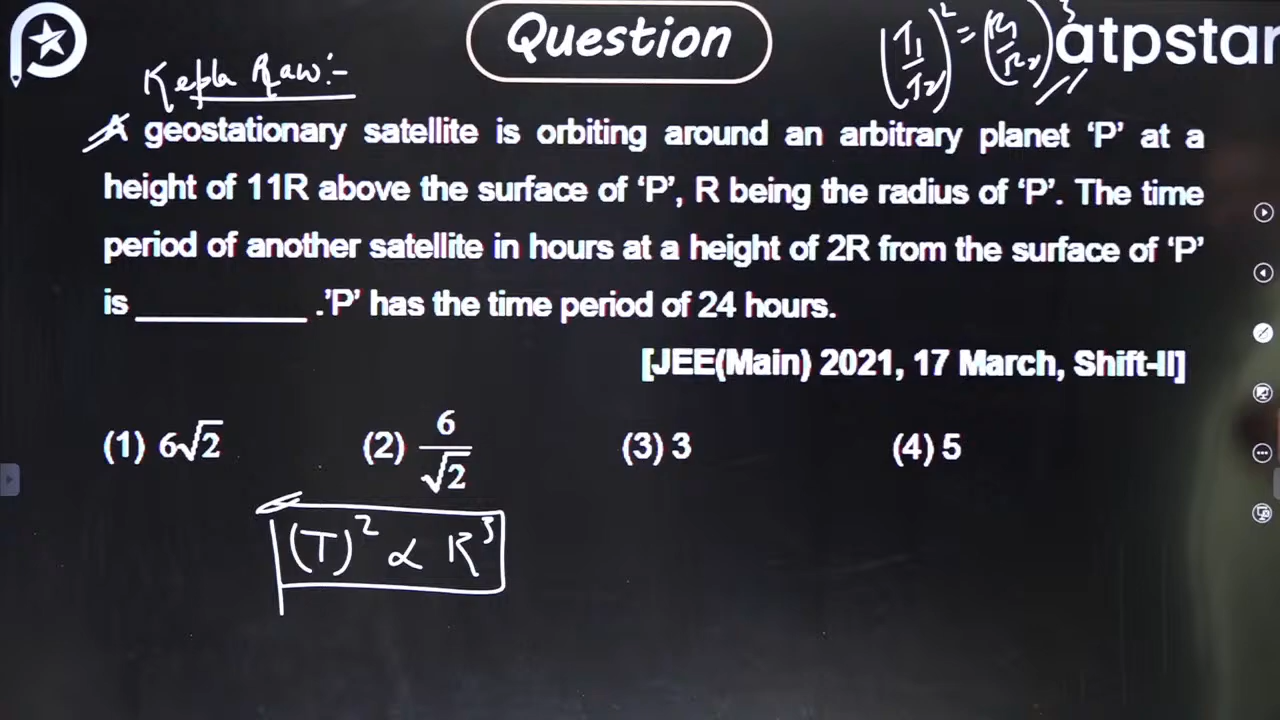 Question
atpstar
Kepla Raw:-
(T1/T2)² = (R1/R2)³
A geostationary satellite is orbiting around an arbitrary planet ‘P’ at a
height of 11R above the surface of ‘P’, R being the radius of ‘P’. The time
period of another satellite in hours at a height of 2R from the surface of ‘P’
is _________ .’P’ has the time period of 24 hours.
[JEE(Main) 2021, 17 March, Shift-II]
(1) 6√2 (2) 6/√2 (3) 3 (4) 5
(T)² ∝ R³